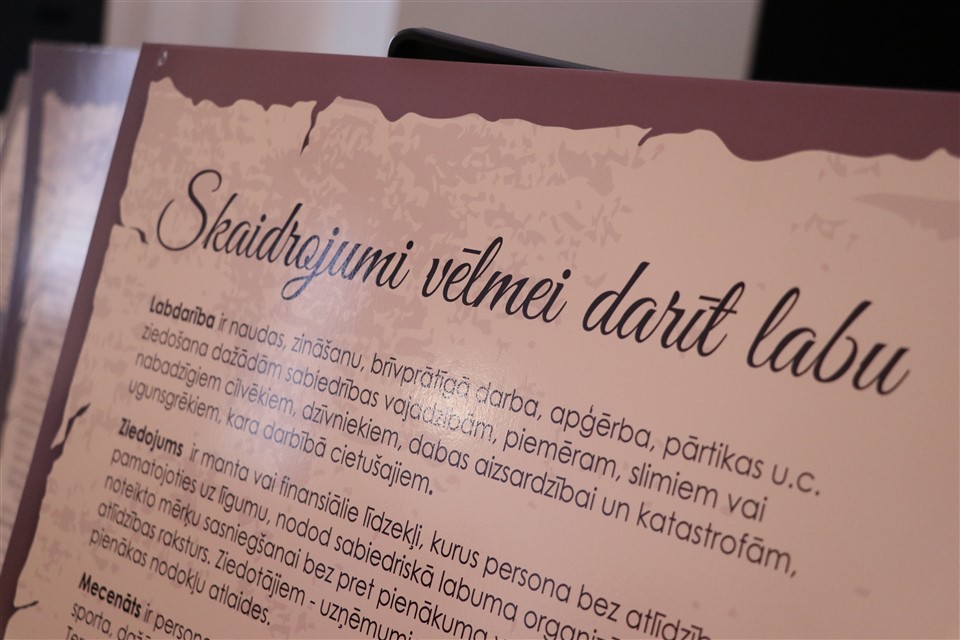 Skaidrojumi vēlmei darīt labu
Labdarība ir naudas, zināšanu, brīvprātīgā darba, apģērba, pārtikas u.c.
ziedošana dažādām sabiedrības vajadzībām, piemēram, slimiem vai
nabadzīgiem cilvēkiem, dzīvniekiem, dabas aizsardzībai un katastrofām,
ugunsgrēkiem, kara darbībā cietušajiem.
Ziedojums ir manta vai finansiālie līdzekļi, kurus persona bez atlīdzīb
pamatojoties uz līgumu, nodod sabiedriskā labuma organiz
noteikto mērķu sasniegšanai bez pret pienākuma
atlīdzības raksturs. Ziedotājiem - uzņēmumi
pienākas nodokļu atlaides.
Mecenāts ir person
sporta,